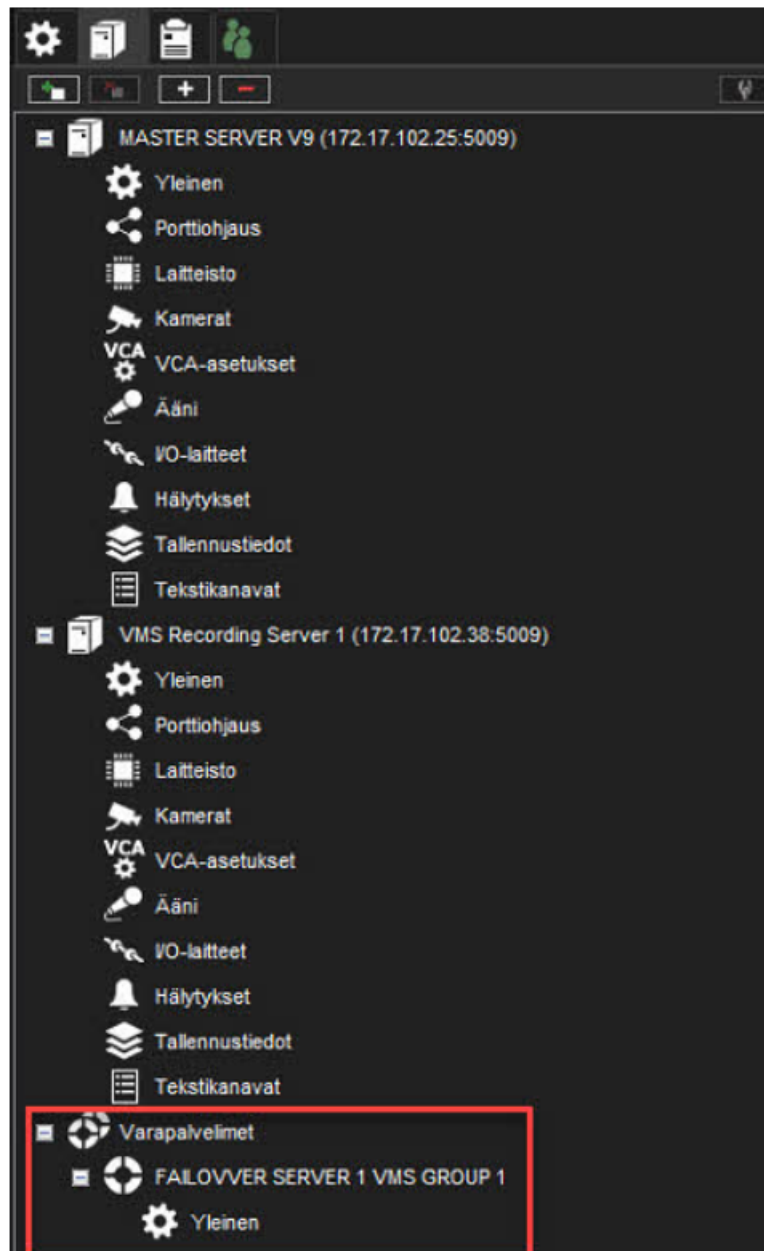 MASTER SERVER V9 (172.17.102.25:5009)
Yleinen
Porttiohjaus
Laitteisto
Kamerat
VCA
VCA-asetukset
Ääni
I/O-laitteet
Hälytykset
Tallennustiedot
Tekstikanavat
VMS Recording Server 1 (172.17.102.38:5009)
Yleinen
Porttiohjaus
Laitteisto
Kamerat
VCA
VCA-asetukset
Ääni
I/O-laitteet
Hälytykset
Tallennustiedot
Tekstikanavat
Varapalvelimet
FAILOVVER SERVER 1 VMS GROUP 1
Yleinen